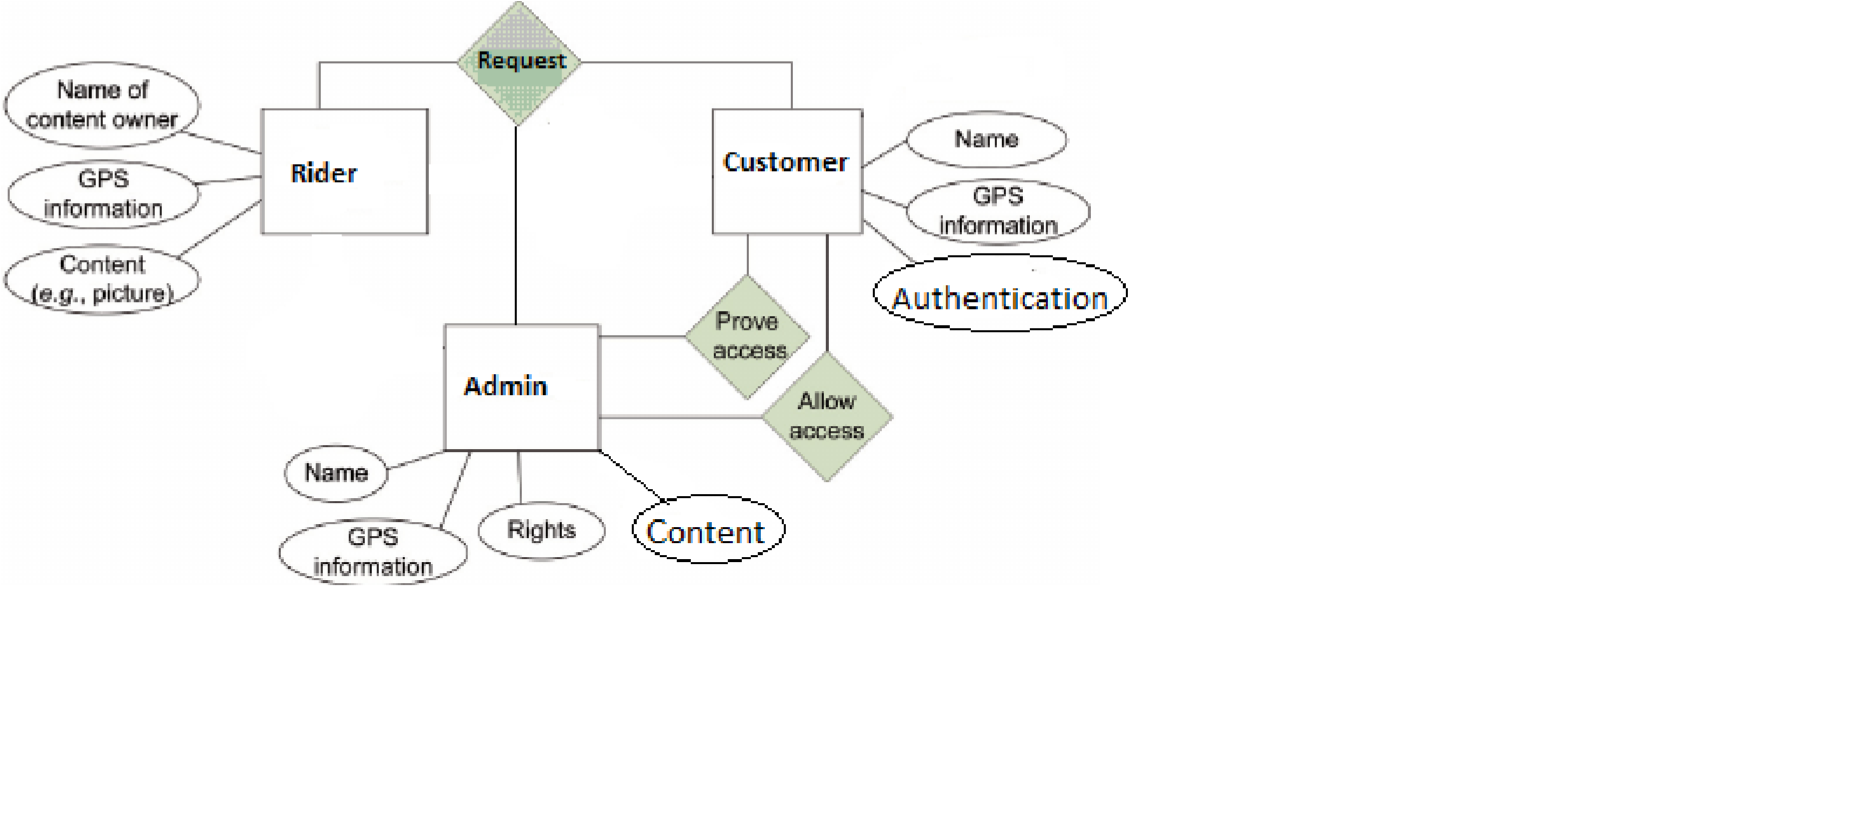 Request
Name of
content owner
GPS
information
Content
(e.g., picture)
Rider
Customer
Name
GPS
information
Authentication
Prove
access
Allow
access
Admin
Name
GPS
information
Rights
Content